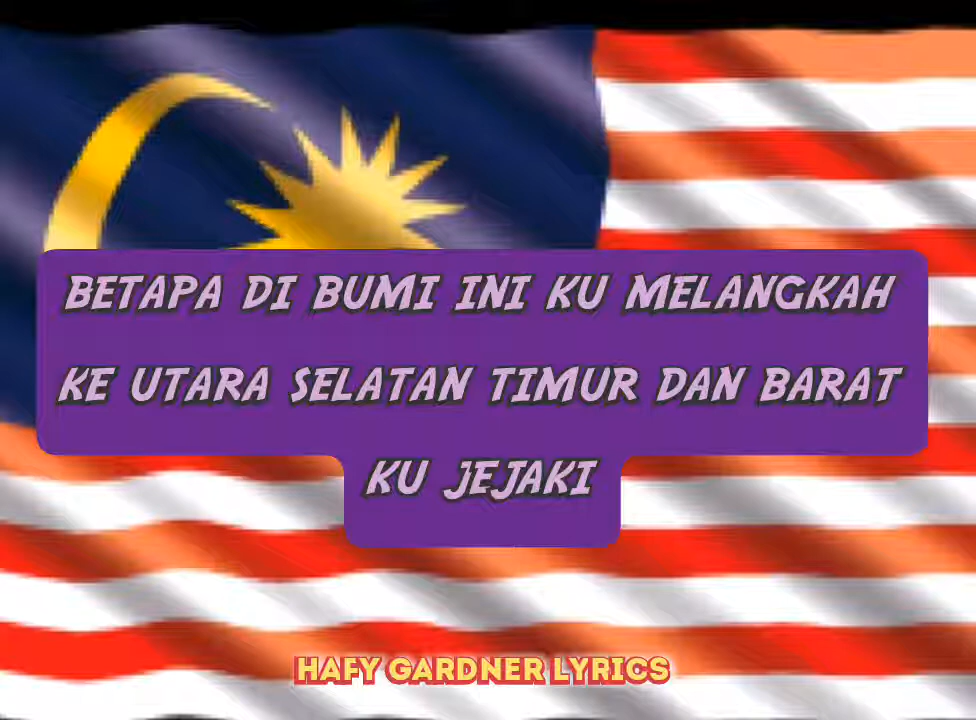 BETAPA DI BUMI INI KU MELANGKAH
KE UTARA SELATAN TIMUR DAN BARAT
KU JEJAKI
HAFY GARDNER LYRICS